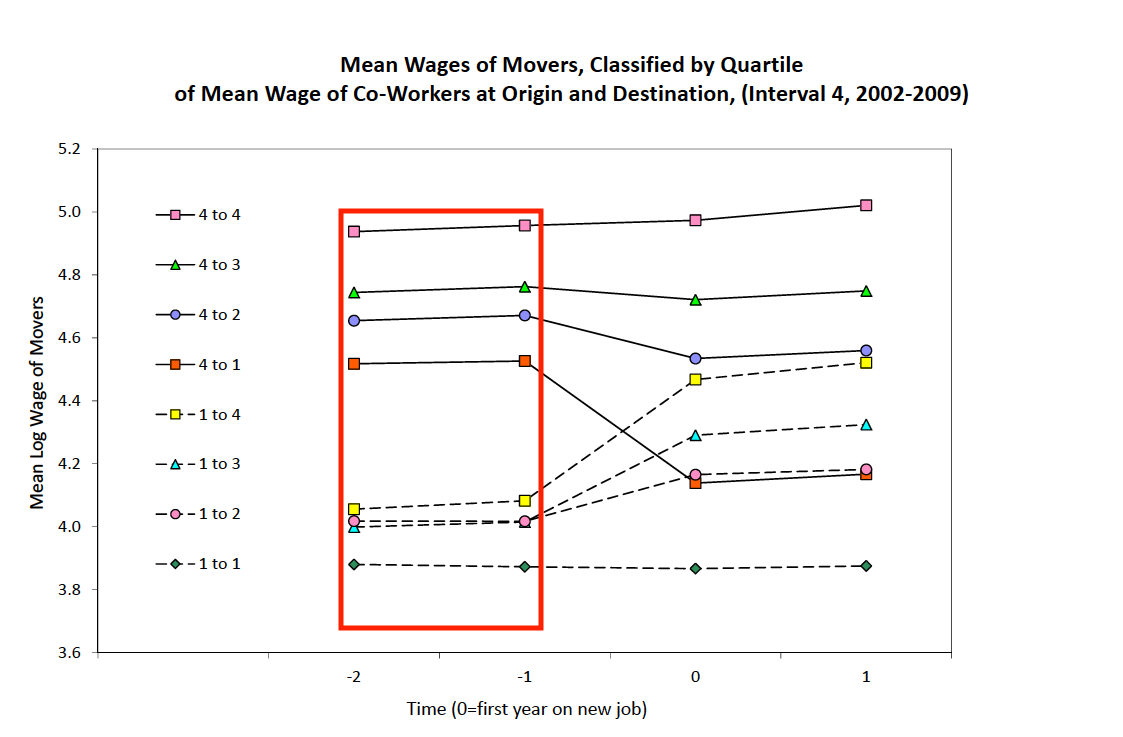 Mean Wages of Movers, Classified by Quartile
of Mean Wage of Co-Workers at Origin and Destination, (Interval 4, 2002-2009)
5.2
5.0
4.8
4.6
4.4
4.2
4.0
3.8
3.6
Mean Log Wage of Movers
4 to 4
4 to 3
4 to 2
4 to 1
1 to 4
1 to 3
1 to 2
1 to 1
-2 -1 0 1
Time (0=first year on new job)